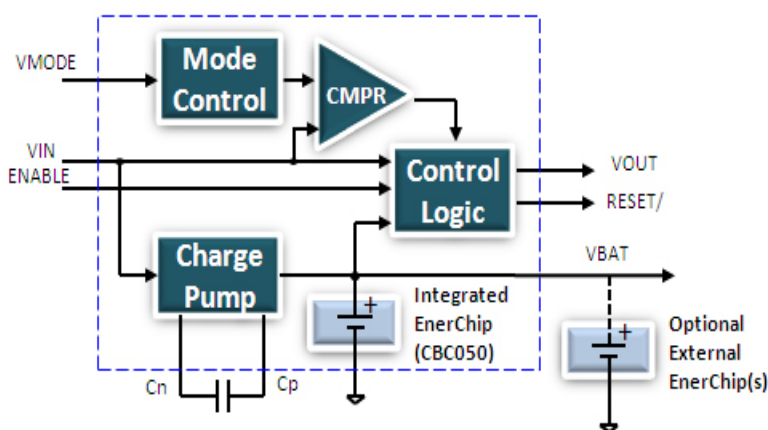 VMODE
Mode
Control
CMPR
VIN
ENABLE
Control
Logic
VOUT
RESET/
Charge
Pump
VBAT
+
Integrated
EnerChip
(CBC050)
+
Optional
External
EnerChip(s)
Cn
Cp